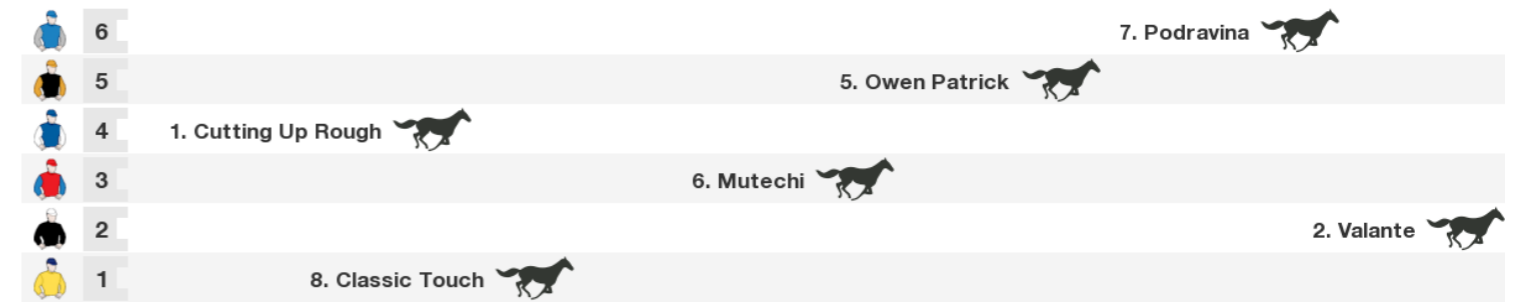 6 7. Podravina
5 5. Owen Patrick
4 1. Cutting Up Rough
3 6. Mutechi
2 2. Valante
1 8. Classic Touch